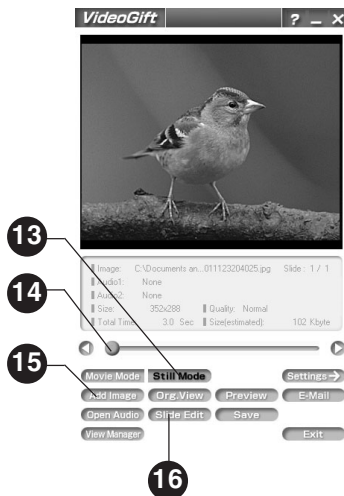 VideoGift ? _ X
Image: C:\Documents an...011123204025.jpg Slide : 1 / 1
Audio1: None
Audio2: None
Size: 352x288 Quality: Normal
Total Time: 3.0 Sec Size(estimated): 102 Kbyte
13
14
15
16
Movie Mode Still Mode Settings→
Add Image Org.View Preview E-Mail
Open Audio Slide Edit Save
View Manager Exit